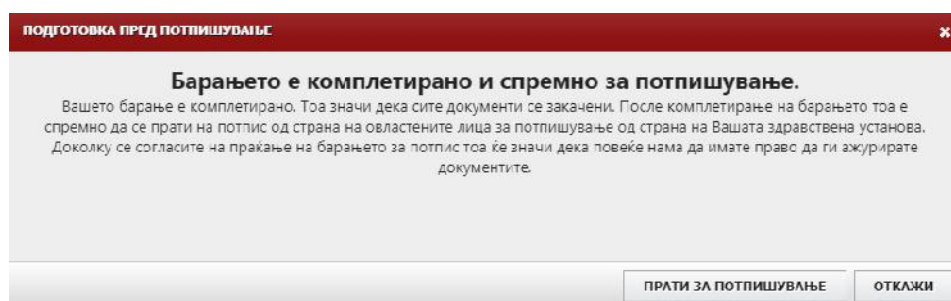 ПОДГОТОВКА ПРЕД ПОТПИШУВАЊЕ
Барањето е комплетирано и спремно за потпишување.
Вашето барање е комплетирано. Тоа значи дека сите документи се закачени. После комплетирање на барањето тоа е
спремно да се прати на потпис од страна на овластените лица за потпишување од страна на Вашата здравствена установа.
Доколку се согласите на праќање на барањето за потпис тоа ќе значи дека повеќе нама да имате право да ги ажурирате
документите.
ПРАТИ ЗА ПОТПИШУВАЊЕ ОТКАЖИ